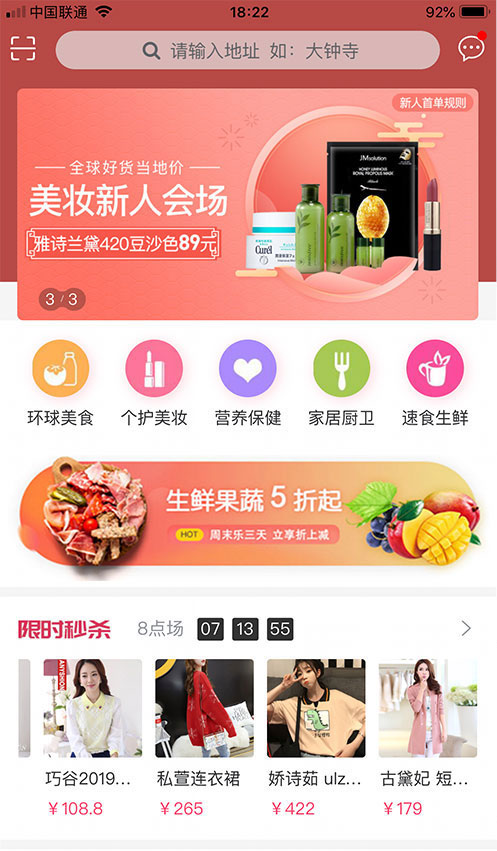 中国联通
18:22
92%
请输入地址 如：大钟寺
新人首单规则
全球好货当地价
美妆新人会场
雅诗兰黛420豆沙色89元
JMsolution
HONEY LUMINOUS
ROYAL PROPOLIS MASK
Curél
3/3
环球美食
个护美妆
营养保健
家居厨卫
速食生鲜
生鲜果蔬5折起
HOT 周末乐三天 立享折上减
限时秒杀
8点场
07 13 55
ANYSHOW
巧谷2019...
私萱连衣裙
娇诗茹 ulz...
古黛妃 短...
￥108.8
￥265
￥422
￥179